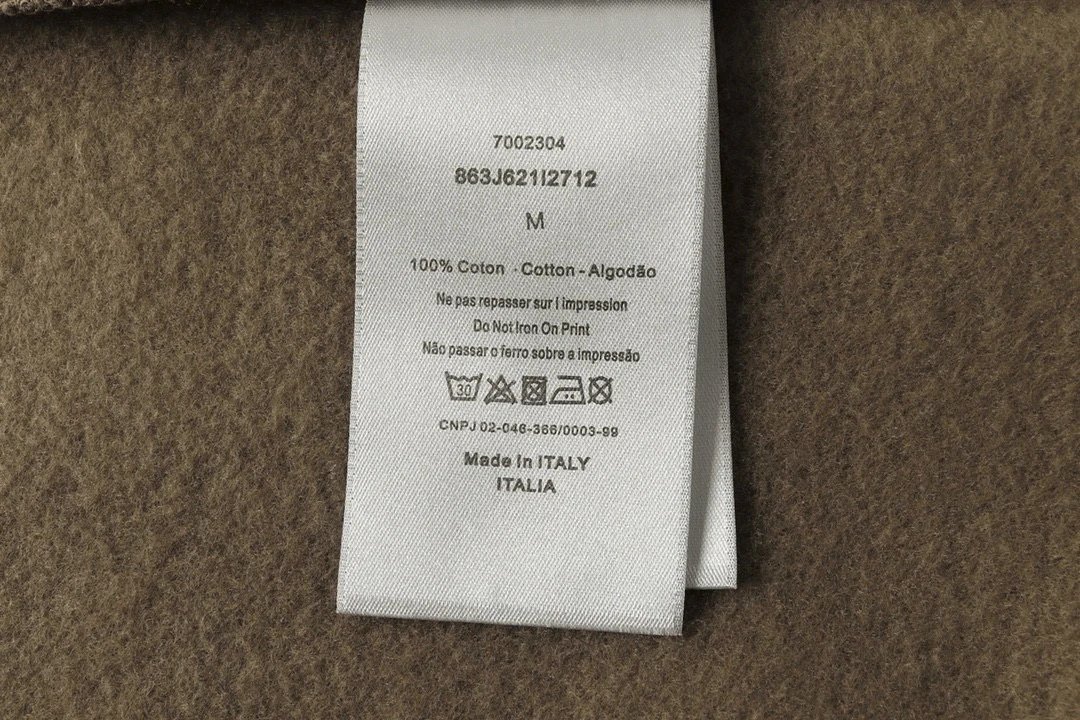 7002304
863J621I2712
M
100% Coton · Cotton - Algodão
Ne pas repasser sur l impression
Do Not Iron On Print
Não passar o ferro sobre a impressão
30
CNPJ 02-046-366/0003-99
Made In ITALY
ITALIA